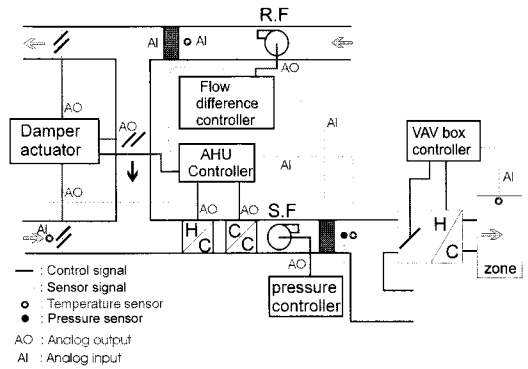 R.F
AI
AI
AO
Flow
difference
controller
AO
AO
Damper
actuator
AHU
Controller
AI
AI
VAV box
controller
AI
AO
AO
AO
AI
S.F
H
C
C
C
AO
H
C
pressure
controller
zone
: Control signal
: Sensor signal
: Temperature sensor
: Pressure sensor
AO : Analog output
AI : Analog input